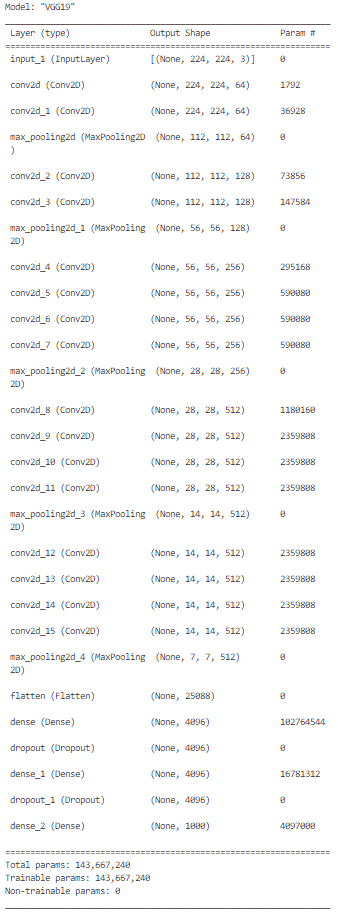 Model: "VGG19"
_________________________________________________________________
Layer (type) Output Shape Param #
=================================================================
input_1 (InputLayer) [(None, 224, 224, 3)] 0
conv2d (Conv2D) (None, 224, 224, 64) 1792
conv2d_1 (Conv2D) (None, 224, 224, 64) 36928
max_pooling2d (MaxPooling2D (None, 112, 112, 64) 0
)
conv2d_2 (Conv2D) (None, 112, 112, 128) 73856
conv2d_3 (Conv2D) (None, 112, 112, 128) 147584
max_pooling2d_1 (MaxPooling (None, 56, 56, 128) 0
2D)
conv2d_4 (Conv2D) (None, 56, 56, 256) 295168
conv2d_5 (Conv2D) (None, 56, 56, 256) 590080
conv2d_6 (Conv2D) (None, 56, 56, 256) 590080
conv2d_7 (Conv2D) (None, 56, 56, 256) 590080
max_pooling2d_2 (MaxPooling (None, 28, 28, 256) 0
2D)
conv2d_8 (Conv2D) (None, 28, 28, 512) 1180160
conv2d_9 (Conv2D) (None, 28, 28, 512) 2359808
conv2d_10 (Conv2D) (None, 28, 28, 512) 2359808
conv2d_11 (Conv2D) (None, 28, 28, 512) 2359808
max_pooling2d_3 (MaxPooling (None, 14, 14, 512) 0
2D)
conv2d_12 (Conv2D) (None, 14, 14, 512) 2359808
conv2d_13 (Conv2D) (None, 14, 14, 512) 2359808
conv2d_14 (Conv2D) (None, 14, 14, 512) 2359808
conv2d_15 (Conv2D) (None, 14, 14, 512) 2359808
max_pooling2d_4 (MaxPooling (None, 7, 7, 512) 0
2D)
flatten (Flatten) (None, 25088) 0
dense (Dense) (None, 4096) 102764544
dropout (Dropout) (None, 4096) 0
dense_1 (Dense) (None, 4096) 16781312
dropout_1 (Dropout) (None, 4096) 0
dense_2 (Dense) (None, 1000) 4097000
=================================================================
Total params: 143,667,240
Trainable params: 143,667,240
Non-trainable params: 0
_________________________________________________________________